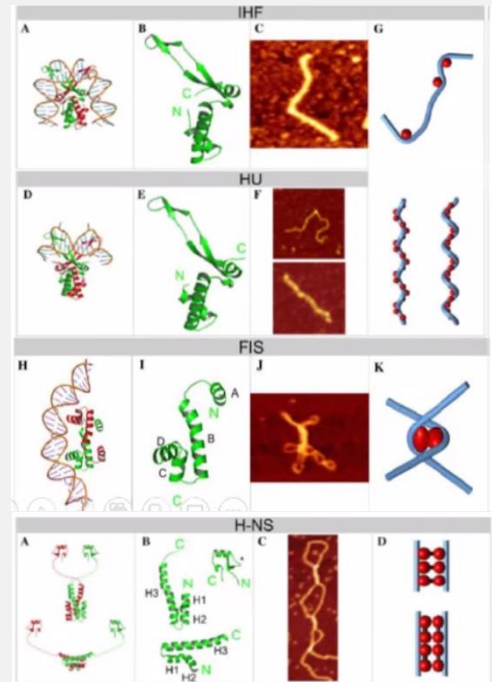 IHF
A B C G
C
N
HU
D E F
C
N
FIS
H I J K
A
N
D B
C
C
H-NS
A B C D
C
N *
C N
H3 H1
H2
C
H3
H1 N
H2